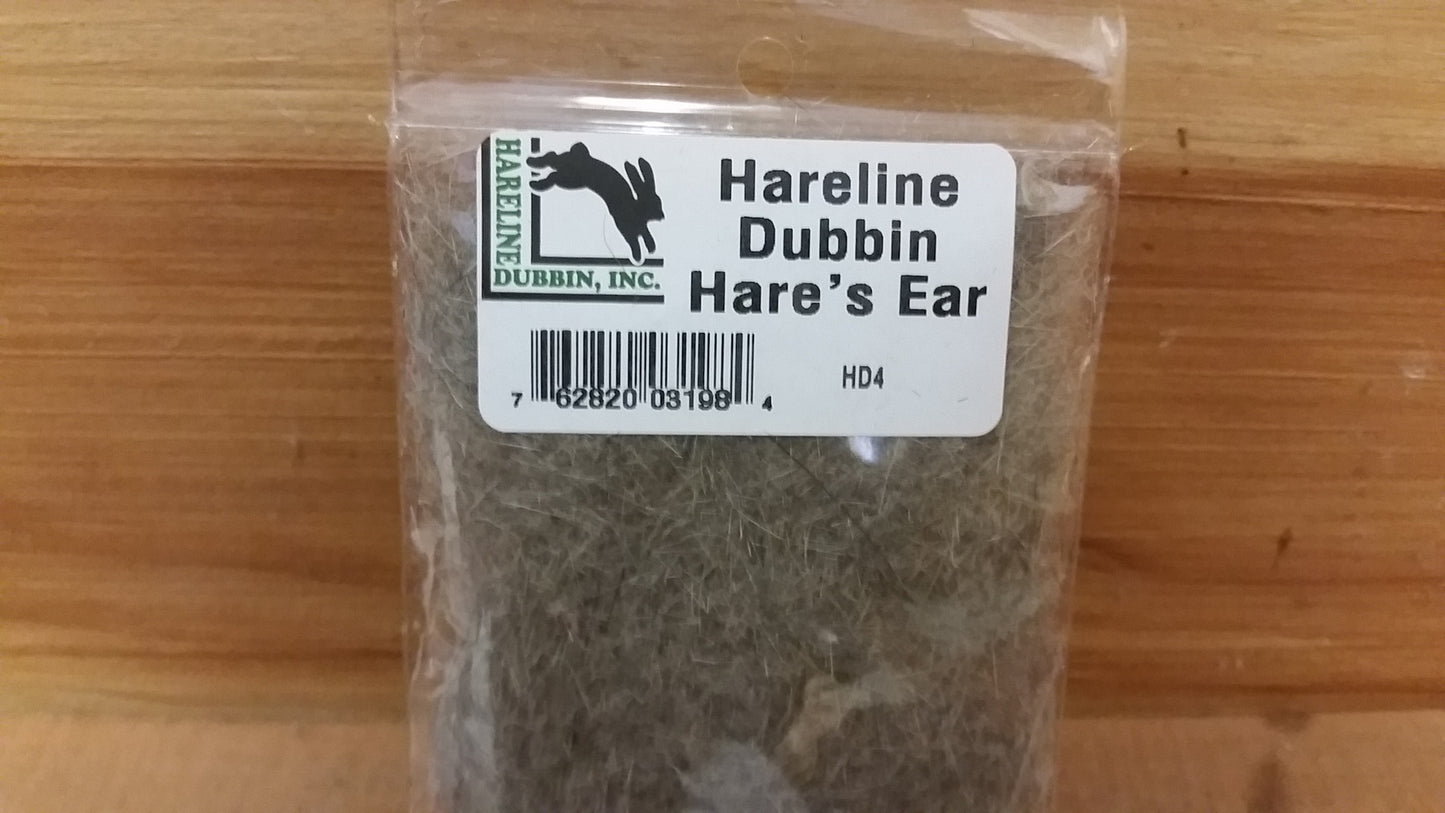 HARELINE
DUBBIN, INC.
Hareline
Dubbin
Hare's Ear
HD4
7 62820 03198 4